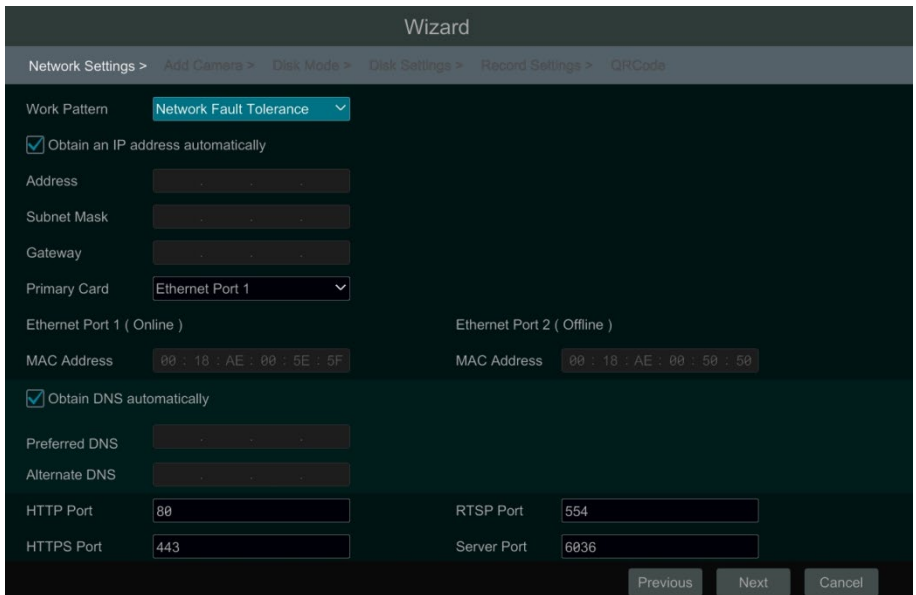 Wizard
Network Settings > Add Camera > Disk Mode > Disk Settings > Record Settings > QRCode
Work Pattern Network Fault Tolerance
Obtain an IP address automatically
Address
Subnet Mask
Gateway
Primary Card Ethernet Port 1
Ethernet Port 1 ( Online ) Ethernet Port 2 ( Offline )
MAC Address 00 : 18 : AE : 00 : 5E : 5F MAC Address 00 : 18 : AE : 00 : 50 : 50
Obtain DNS automatically
Preferred DNS
Alternate DNS
HTTP Port 80 RTSP Port 554
HTTPS Port 443 Server Port 6036
Previous Next Cancel